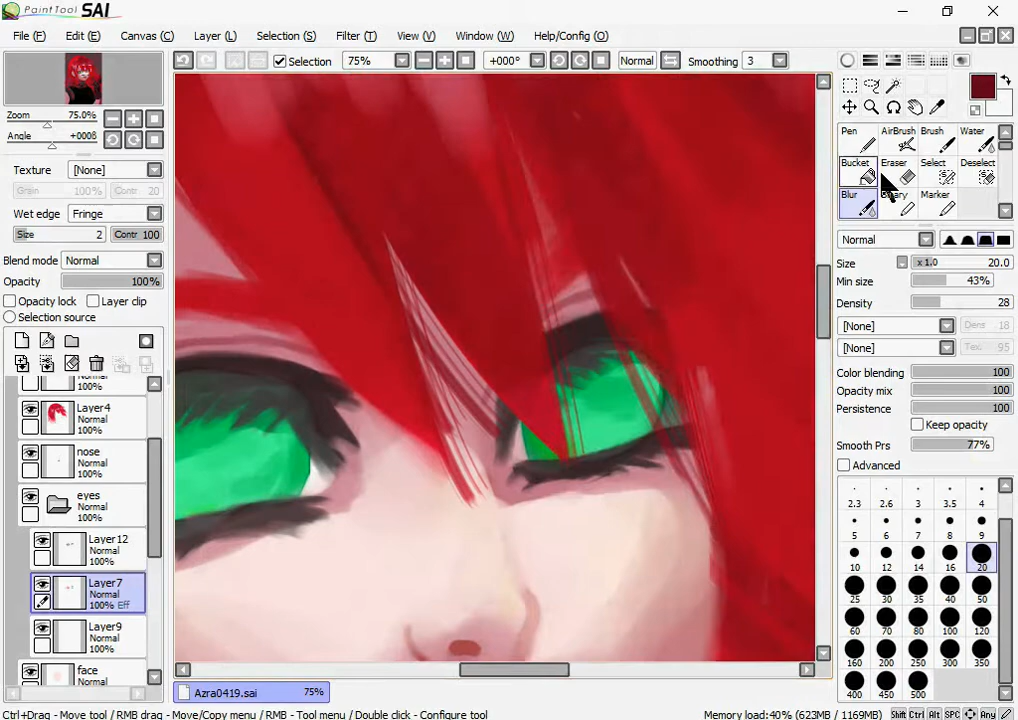 PaintTool SAI
File (F) Edit (E) Canvas (C) Layer (L) Selection (S) Filter (T) View (V) Window (W) Help/Config (O)
Selection 75% +000° Normal Smoothing 3
Zoom 75.0%
Angle +000θ
Texture [None]
Grain 100% Contr 20
Wet edge Fringe
Size 2 Contr 100
Blend mode Normal
Opacity 100%
Opacity lock Layer clip
Selection source
100%
Layer4
Normal
100%
nose
Normal
100%
eyes
Normal
100%
Layer12
Normal
100%
Layer7
Normal
100% Eff
Layer9
Normal
100%
face
Normal
Pen AirBrush Brush Water
Bucket Eraser Select Deselect
Blur Marker
Normal
Size x 1.0 20.0
Min size 43%
Density 28
[None] Dens 18
[None] Tex 95
Color blending 100
Opacity mix 100
Persistence 100
Keep opacity
Smooth Prs 77%
Advanced
2.3 2.6 3 3.5 4
5 6 7 8 9
10 12 14 16 20
25 30 35 40 50
60 70 80 100 120
160 200 250 300 350
400 450 500
Azra0419.sai 75%
Ctrl+Drag - Move tool / RMB drag - Move/Copy menu / RMB - Tool menu / Double click - Configure tool Memory load:40% (623MB / 1169MB) Shift Ctrl Alt SPC Any